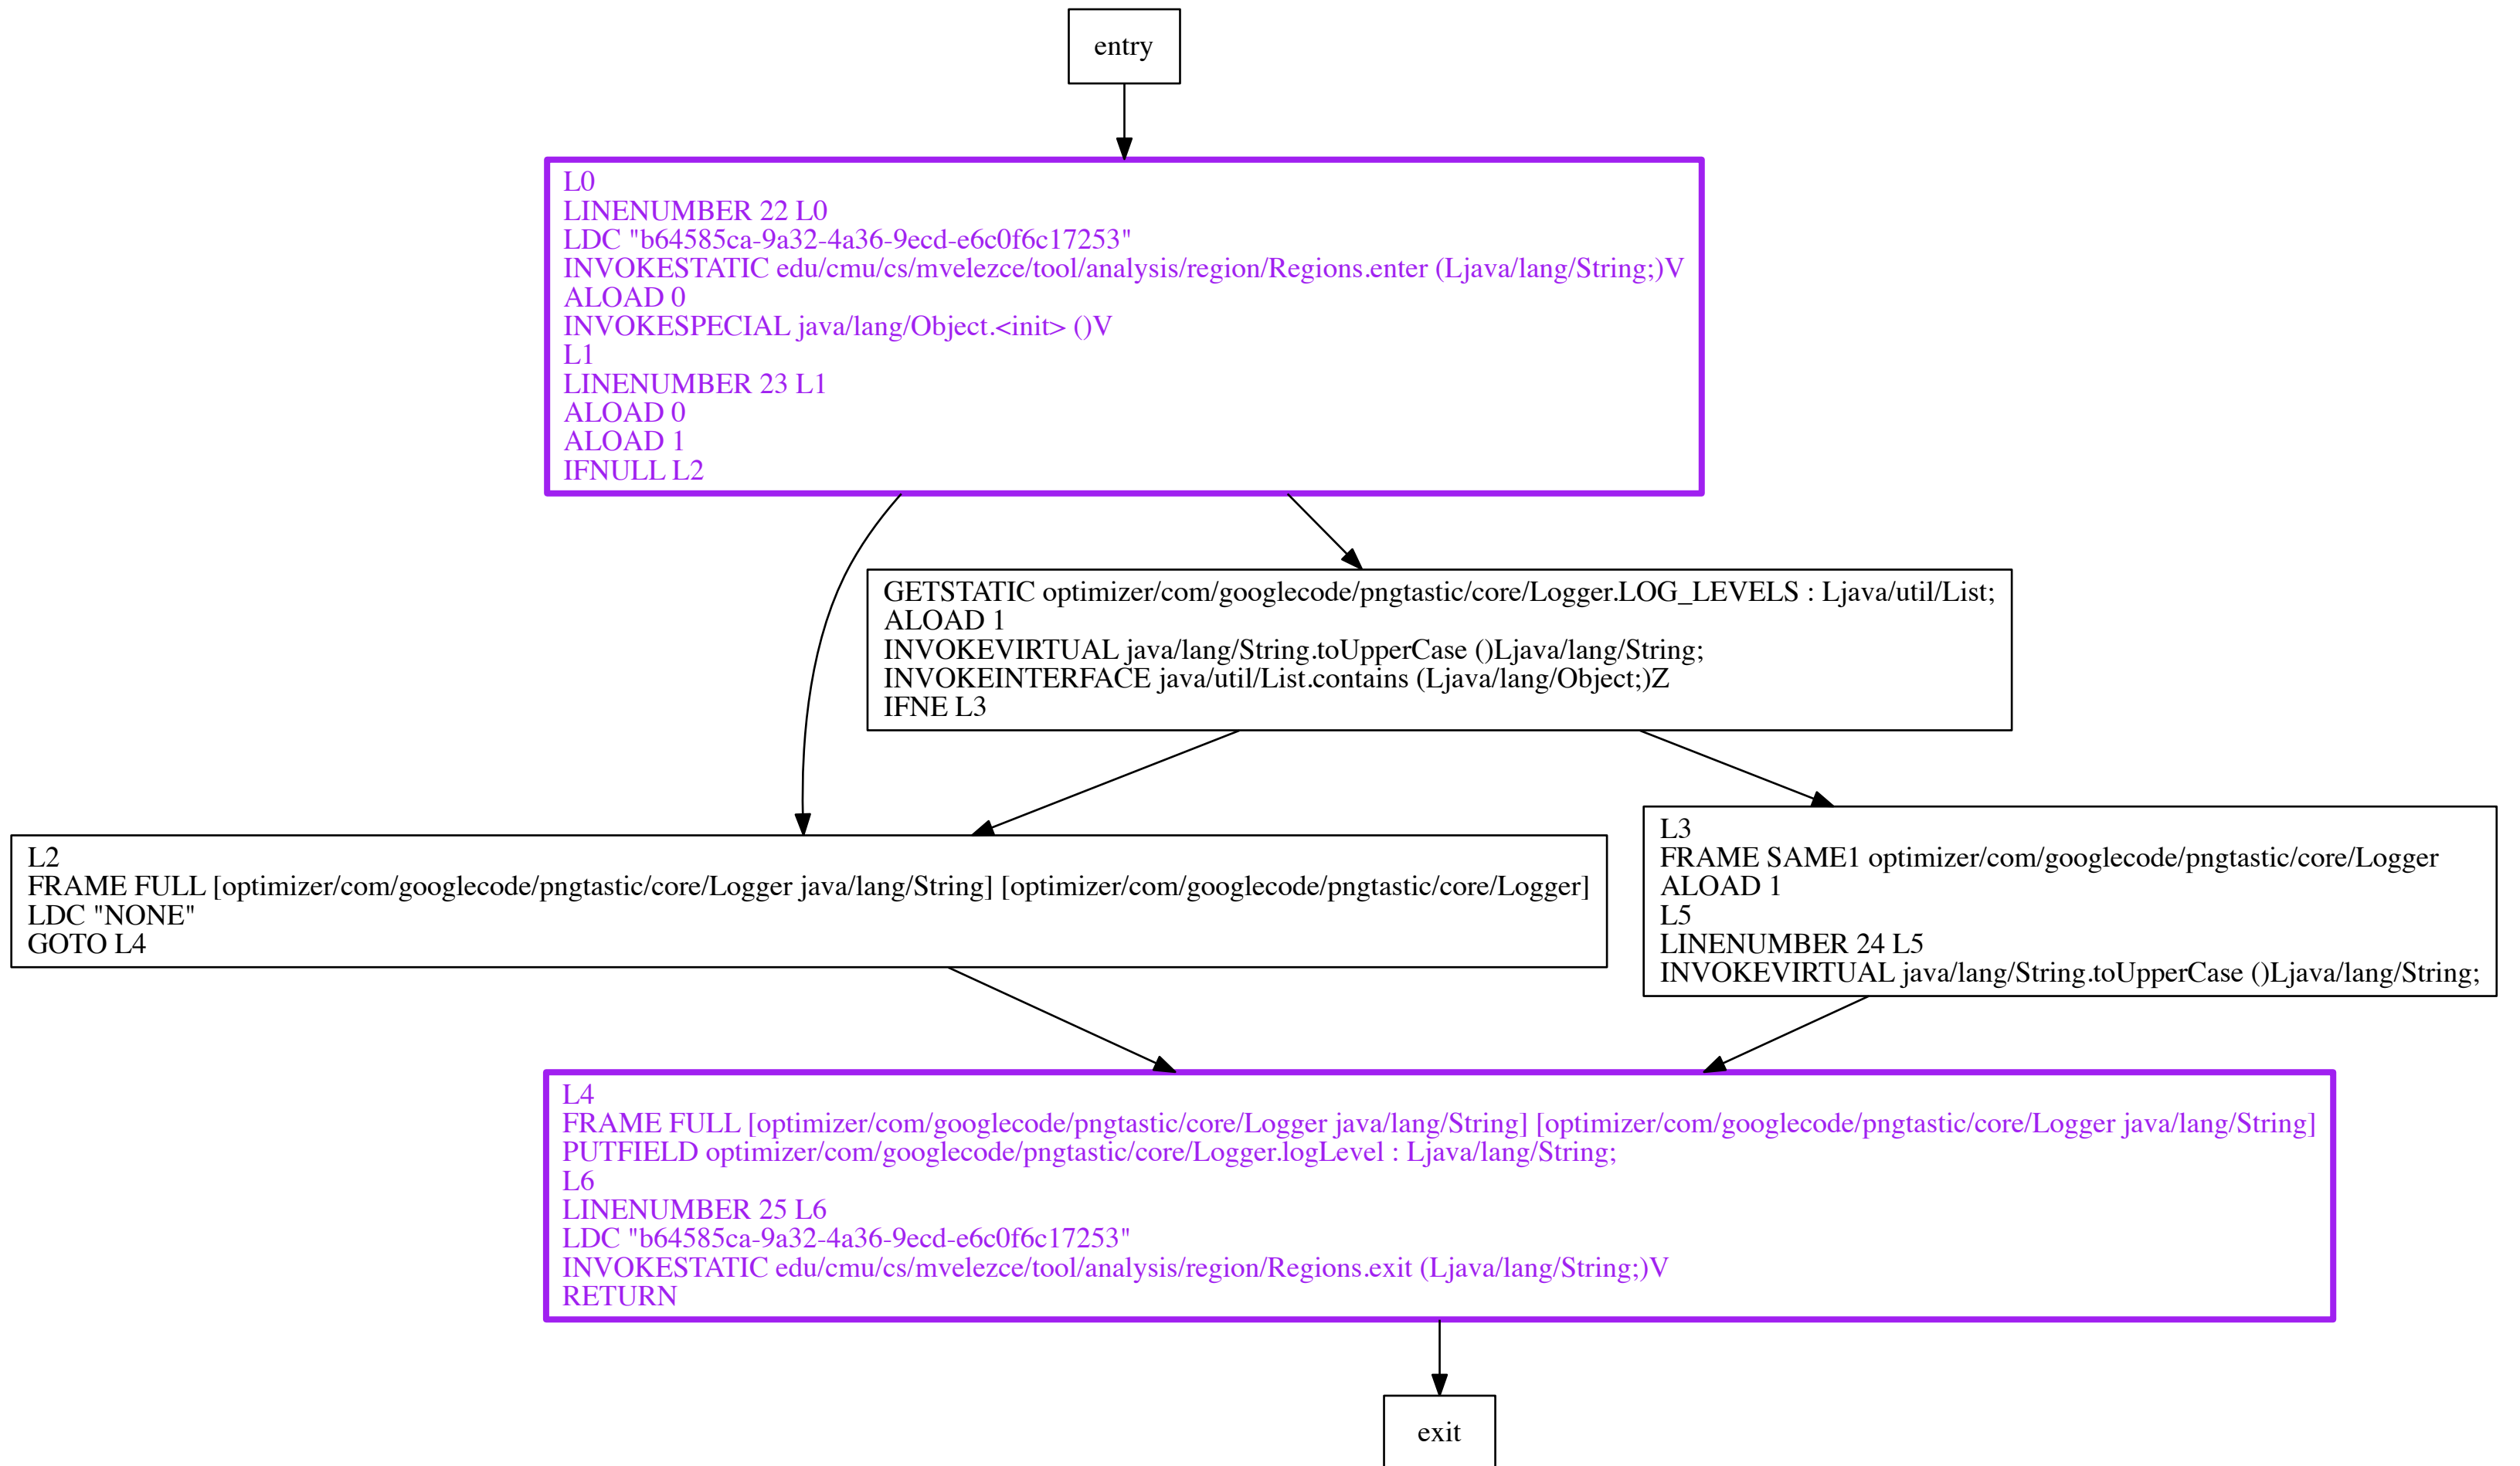 entry
L0
LINENUMBER 22 L0
LDC "b64585ca-9a32-4a36-9ecd-e6c0f6c17253"
INVOKESTATIC edu/cmu/cs/mvelezce/tool/analysis/region/Regions.enter (Ljava/lang/String;)V
ALOAD 0
INVOKESPECIAL java/lang/Object.<init> ()V
L1
LINENUMBER 23 L1
ALOAD 0
ALOAD 1
IFNULL L2
GETSTATIC optimizer/com/googlecode/pngtastic/core/Logger.LOG_LEVELS : Ljava/util/List;
ALOAD 1
INVOKEVIRTUAL java/lang/String.toUpperCase ()Ljava/lang/String;
INVOKEINTERFACE java/util/List.contains (Ljava/lang/Object;)Z
IFNE L3
L2
FRAME FULL [optimizer/com/googlecode/pngtastic/core/Logger java/lang/String] [optimizer/com/googlecode/pngtastic/core/Logger]
LDC "NONE"
GOTO L4
L3
FRAME SAME1 optimizer/com/googlecode/pngtastic/core/Logger
ALOAD 1
L5
LINENUMBER 24 L5
INVOKEVIRTUAL java/lang/String.toUpperCase ()Ljava/lang/String;
L4
FRAME FULL [optimizer/com/googlecode/pngtastic/core/Logger java/lang/String] [optimizer/com/googlecode/pngtastic/core/Logger java/lang/String]
PUTFIELD optimizer/com/googlecode/pngtastic/core/Logger.logLevel : Ljava/lang/String;
L6
LINENUMBER 25 L6
LDC "b64585ca-9a32-4a36-9ecd-e6c0f6c17253"
INVOKESTATIC edu/cmu/cs/mvelezce/tool/analysis/region/Regions.exit (Ljava/lang/String;)V
RETURN
exit